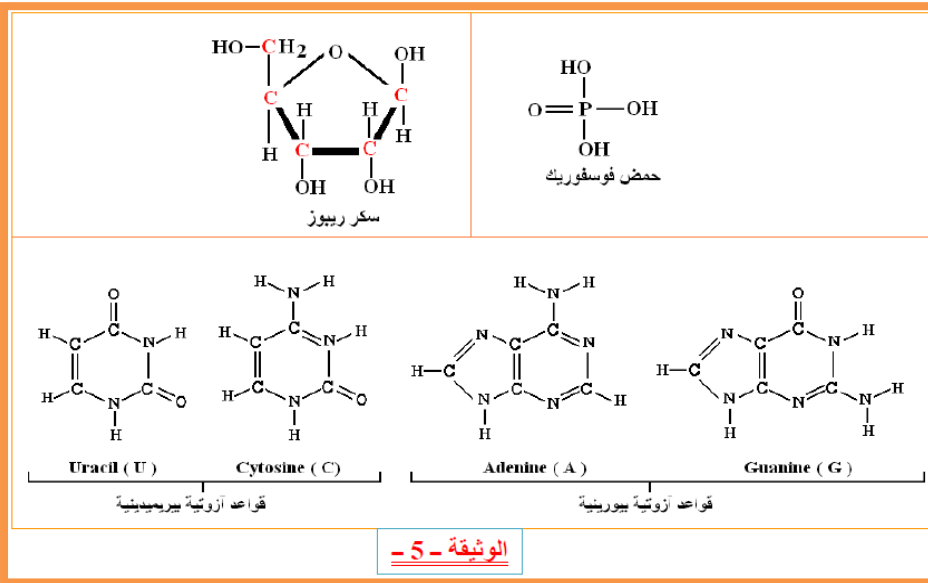 HO–CH2 O OH
C H H C
H C C H
OH OH
سكر ريبوز
HO
O=P–OH
OH
حمض فوسفوريك
O
C
H–C N–H
H–C C=O
N
H
Uracil ( U )
H N H
C
H–C N–H
H–C C=O
N
H
Cytosine ( C )
قواعد آزوتية بيريميدينية
H N H
N C C N
H–C C C–H
N N
H
Adenine ( A )
O
N C C N–H
H–C C C N–H
N N H
H
Guanine ( G )
قواعد آزوتية بيورينية
الوثيقة ـ 5 ـ